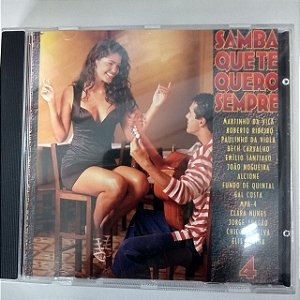 SAMBA
QUE TE
QUERO
SEMPRE
MARTINHO DA VILA
ROBERTO RIBEIRO
PAULINHO DA VIOLA
BETH CARVALHO
EMÍLIO SANTIAGO
JOÃO NOGUEIRA
ALCIONE
FUNDO DE QUINTAL
GAL COSTA
MPB-4
CLARA NUNES
JORGE
CHICO
ELIS
4